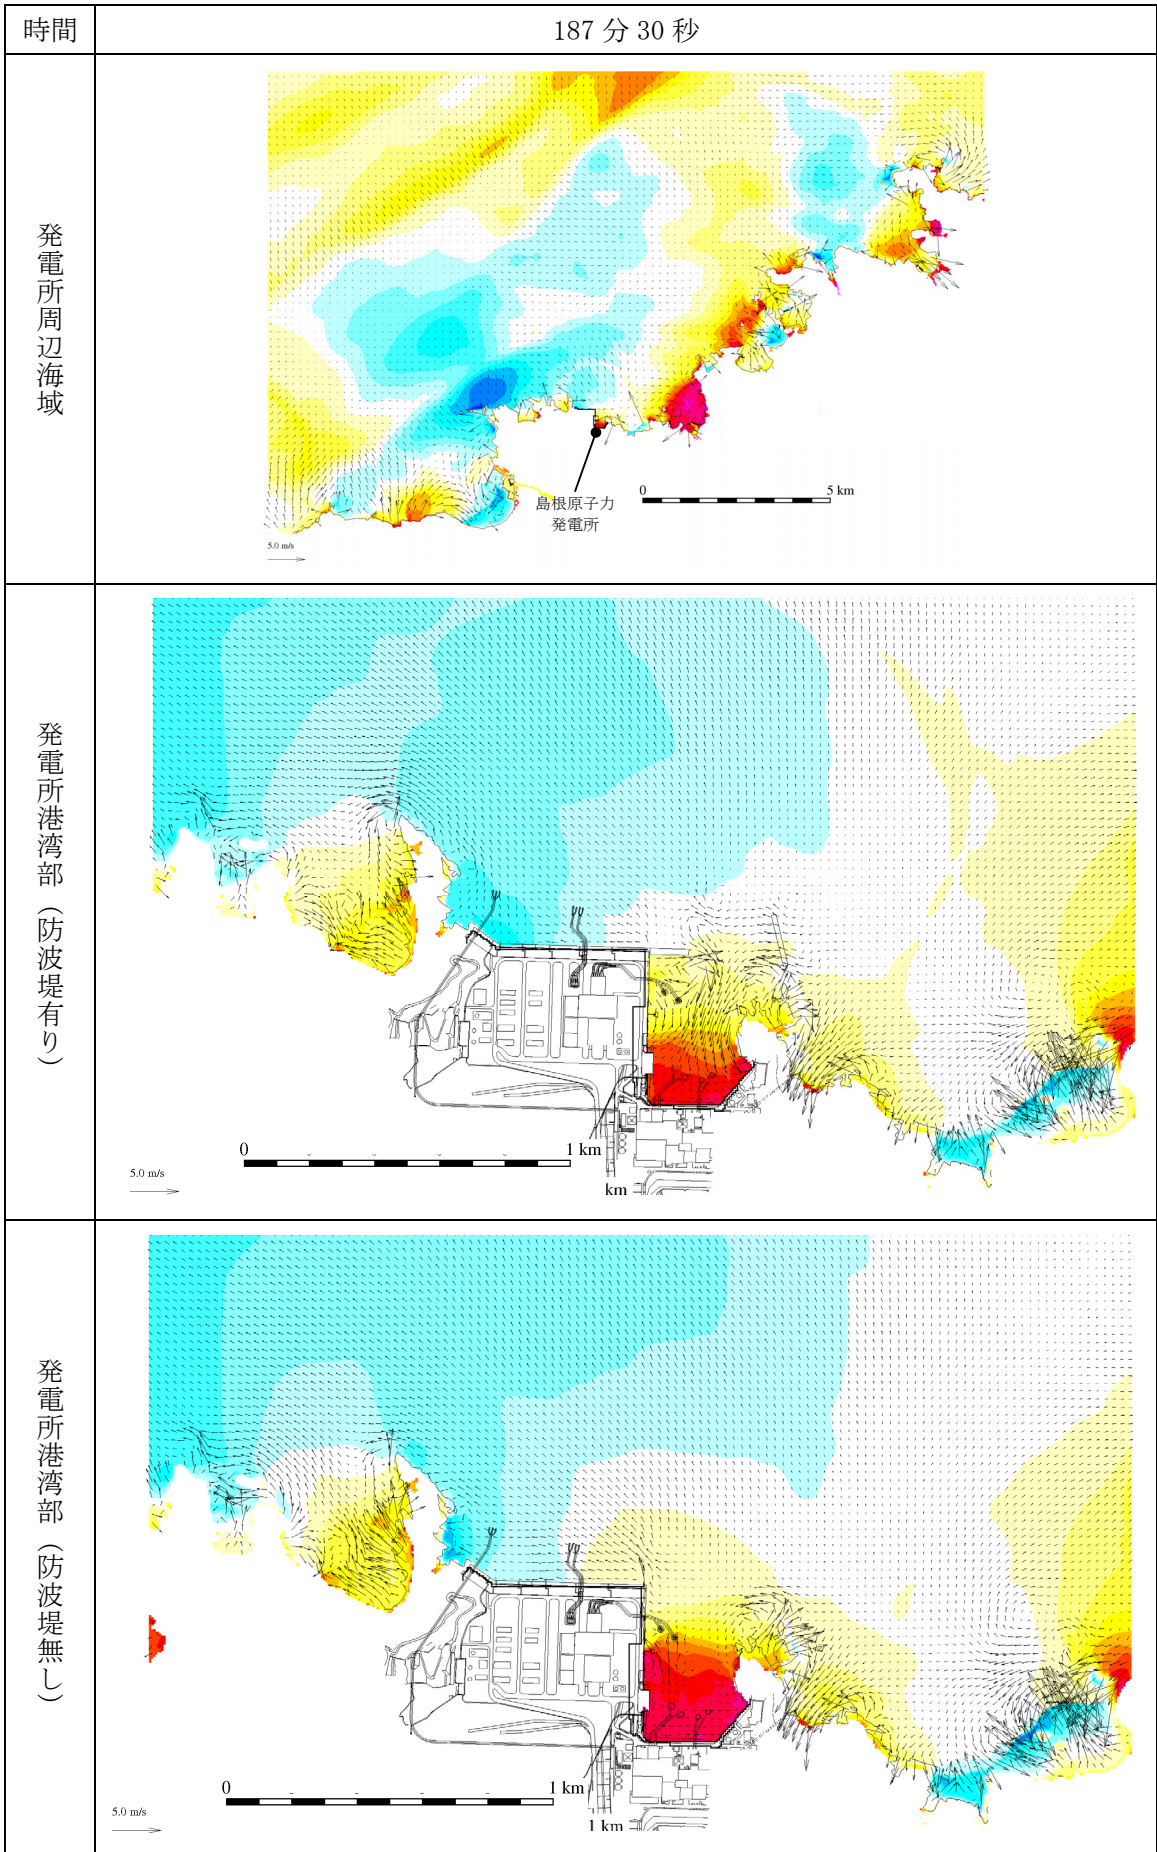 時間
187 分 30 秒
発電所周辺海域
島根原子力
発電所
0 5 km
5.0 m/s
発電所港湾部（防波堤有り）
0 1 km
km
5.0 m/s
発電所港湾部（防波堤無し）
0 1 km
1 km
5.0 m/s